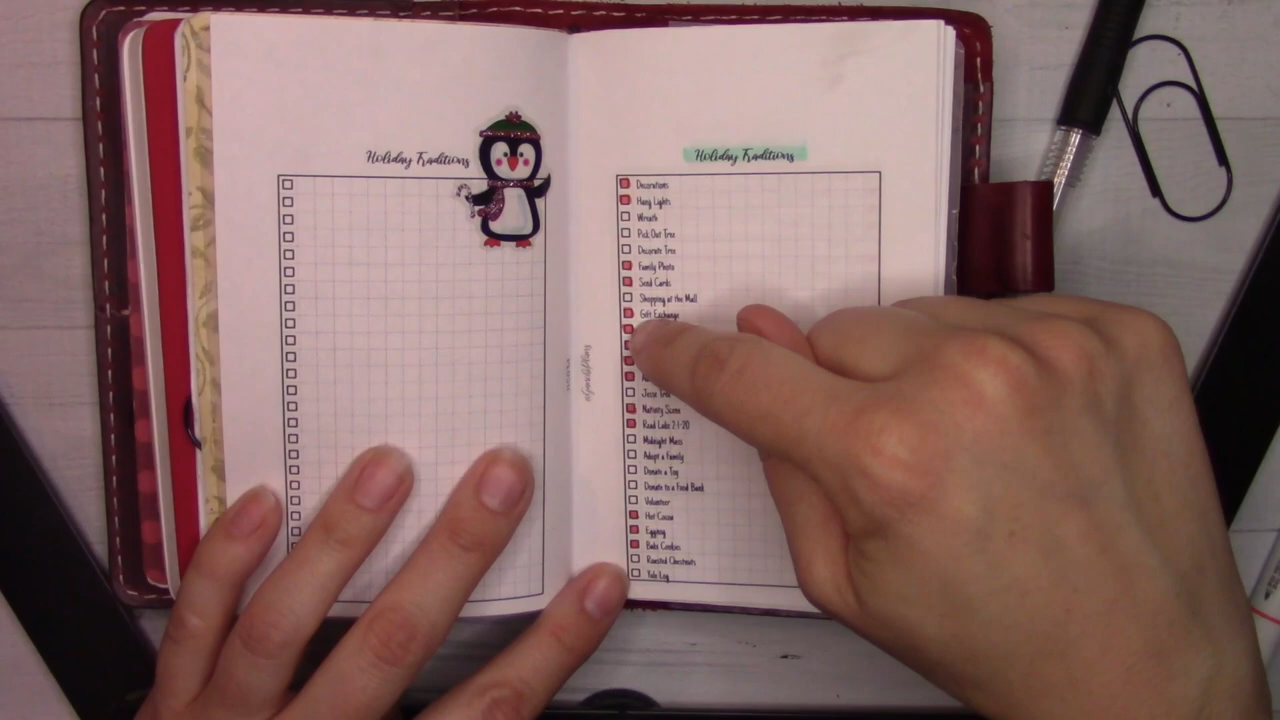 Holiday Traditions
Holiday Traditions
Decorations
Hang Lights
Wreath
Pick Out Tree
Decorate Tree
Family Photo
Send Cards
Shopping at the Mall
Gift Exchange
Jesse Tree
Nativity Scene
Read Luke 2:1-20
Midnight Mass
Adopt a Family
Donate a Toy
Donate to a Food Bank
Volunteer
Hot Cocoa
Eggnog
Bake Cookies
Roasted Chestnuts
Yule Log